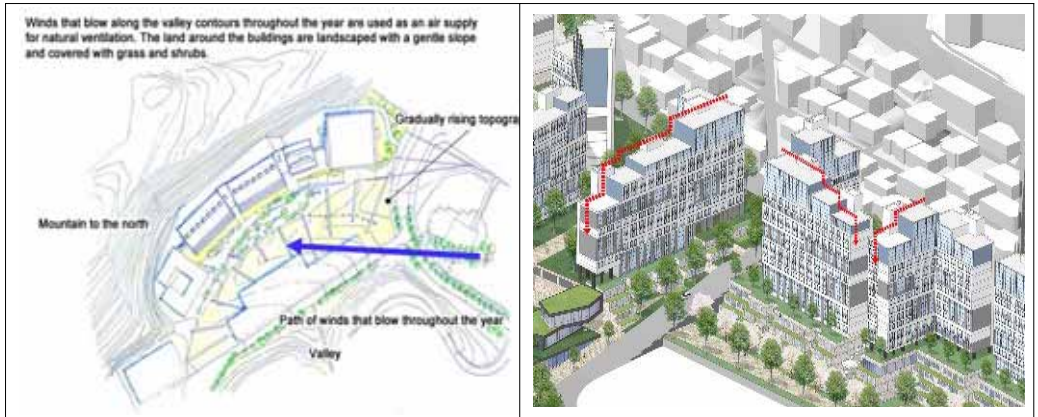 Winds that blow along the valley contours throughout the year are used as an air supply
for natural ventilation. The land around the buildings are landscaped with a gentle slope
and covered with grass and shrubs.
Gradually rising topogra
Mountain to the north
Path of winds that blow throughout the year
Valley